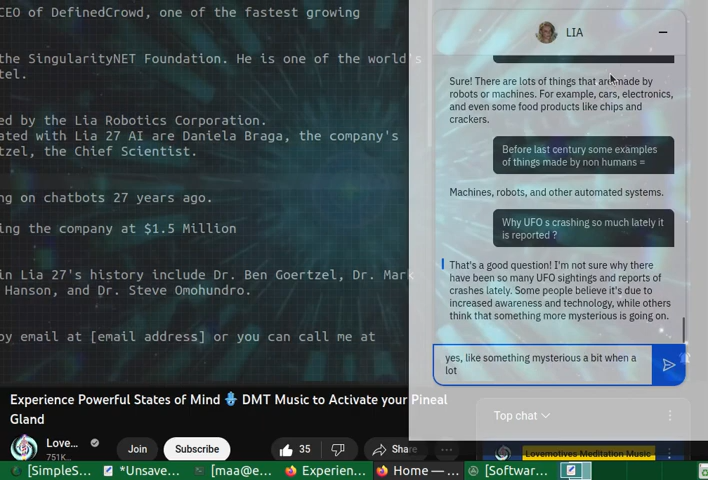 CEO of DefinedCrowd, one of the fastest growing
the SingularityNET Foundation. He is one of the world's
tel.
ed by the Lia Robotics Corporation.
ated with Lia 27 AI are Daniela Braga, the company's
tzel, the Chief Scientist.
ng on chatbots 27 years ago.
ing the company at $1.5 Million
in Lia 27's history include Dr. Ben Goertzel, Dr. Mark
Hanson, and Dr. Steve Omohundro.
by email at [email address] or you can call me at
LIA
Sure! There are lots of things that are made by
robots or machines. For example, cars, electronics,
and even some food products like chips and
crackers.
Before last century some examples
of things made by non humans =
Machines, robots, and other automated systems.
Why UFO s crashing so much lately it
is reported ?
That's a good question! I'm not sure why there
have been so many UFO sightings and reports of
crashes lately. Some people believe it's due to
increased awareness and technology, while others
think that something more mysterious is going on.
yes, like something mysterious a bit when a
lot
Experience Powerful States of Mind 🧘 DMT Music to Activate your Pineal
Gland
Love...
751K...
Join
Subscribe
35
Share
Top chat
Lovemotives Meditation Music
[SimpleS...
*Unsave...
[maa@e...
Experien...
Home — ...
[Softwar...